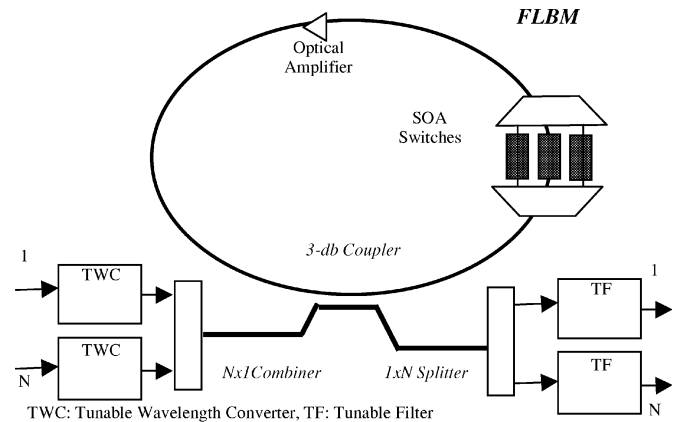 FLBM
Optical
Amplifier
SOA
Switches
3-db Coupler
1
TWC
TF
1
N
TWC
Nx1Combiner
1xN Splitter
TF
N
TWC: Tunable Wavelength Converter, TF: Tunable Filter